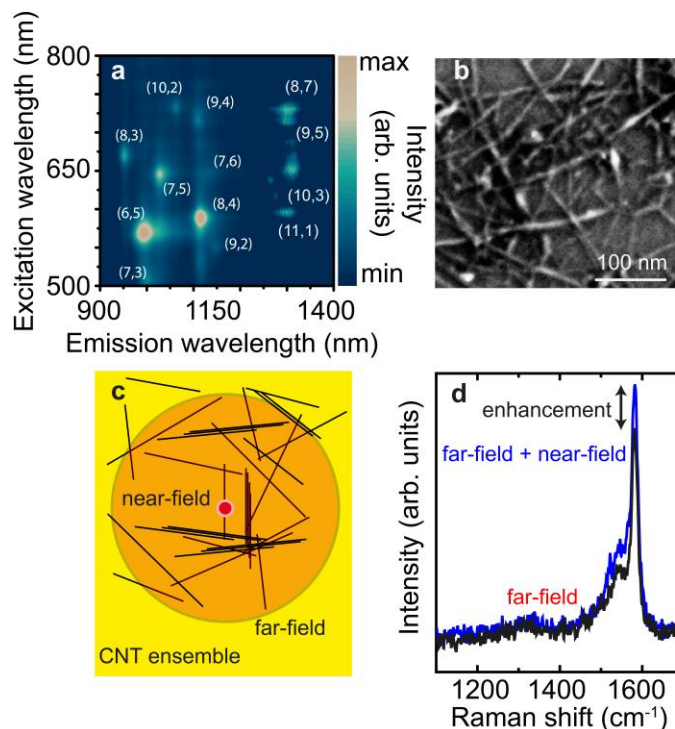 a
800
650
500
Excitation wavelength (nm)
(10,2)
(9,4)
(8,7)
(8,3)
(9,5)
(7,6)
(7,5)
(10,3)
(6,5)
(8,4)
(11,1)
(9,2)
(7,3)
900
1150
1400
Emission wavelength (nm)
max
min
Intensity
(arb. units)
b
100 nm
c
near-field
far-field
CNT ensemble
d
enhancement
far-field + near-field
far-field
Intensity (arb. units)
1200
1400
1600
Raman shift (cm⁻¹)